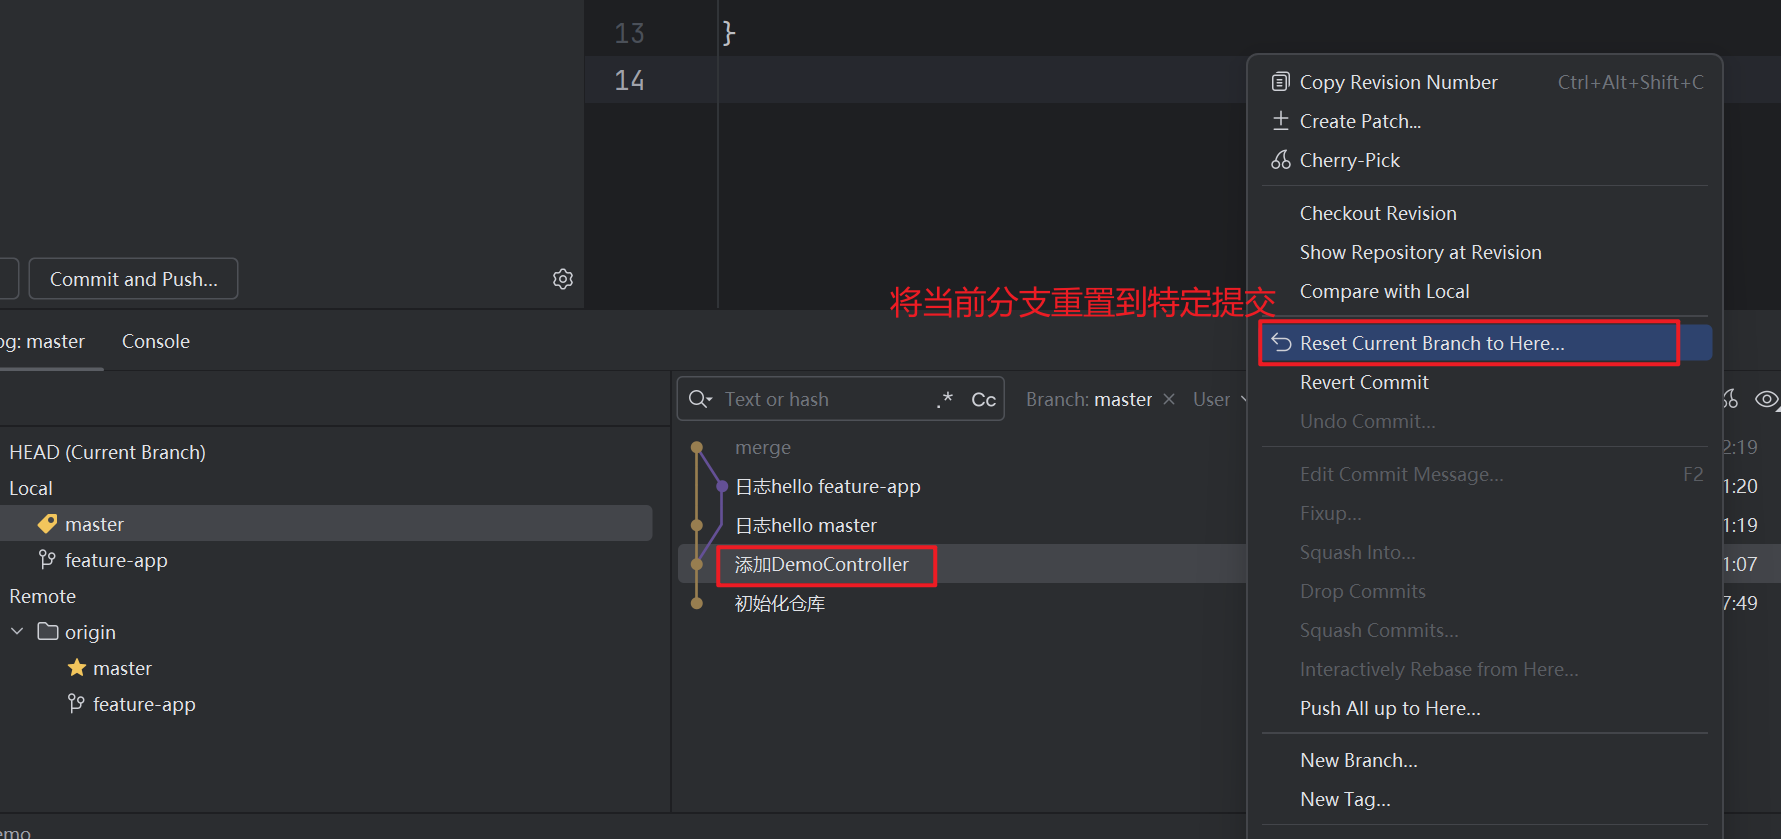 13
}
14
Commit and Push...
og: master
Console
HEAD (Current Branch)
Local
master
feature-app
Remote
origin
master
feature-app
emo
Text or hash
.*
Cc
Branch: master
User
merge
日志hello feature-app
日志hello master
添加DemoController
初始化仓库
将当前分支重置到特定提交
Copy Revision Number Ctrl+Alt+Shift+C
Create Patch...
Cherry-Pick
Checkout Revision
Show Repository at Revision
Compare with Local
Reset Current Branch to Here...
Revert Commit
Undo Commit...
Edit Commit Message... F2
Fixup...
Squash Into...
Drop Commits
Squash Commits...
Interactively Rebase from Here...
Push All up to Here...
New Branch...
New Tag...
2:19
1:20
1:19
1:07
7:49